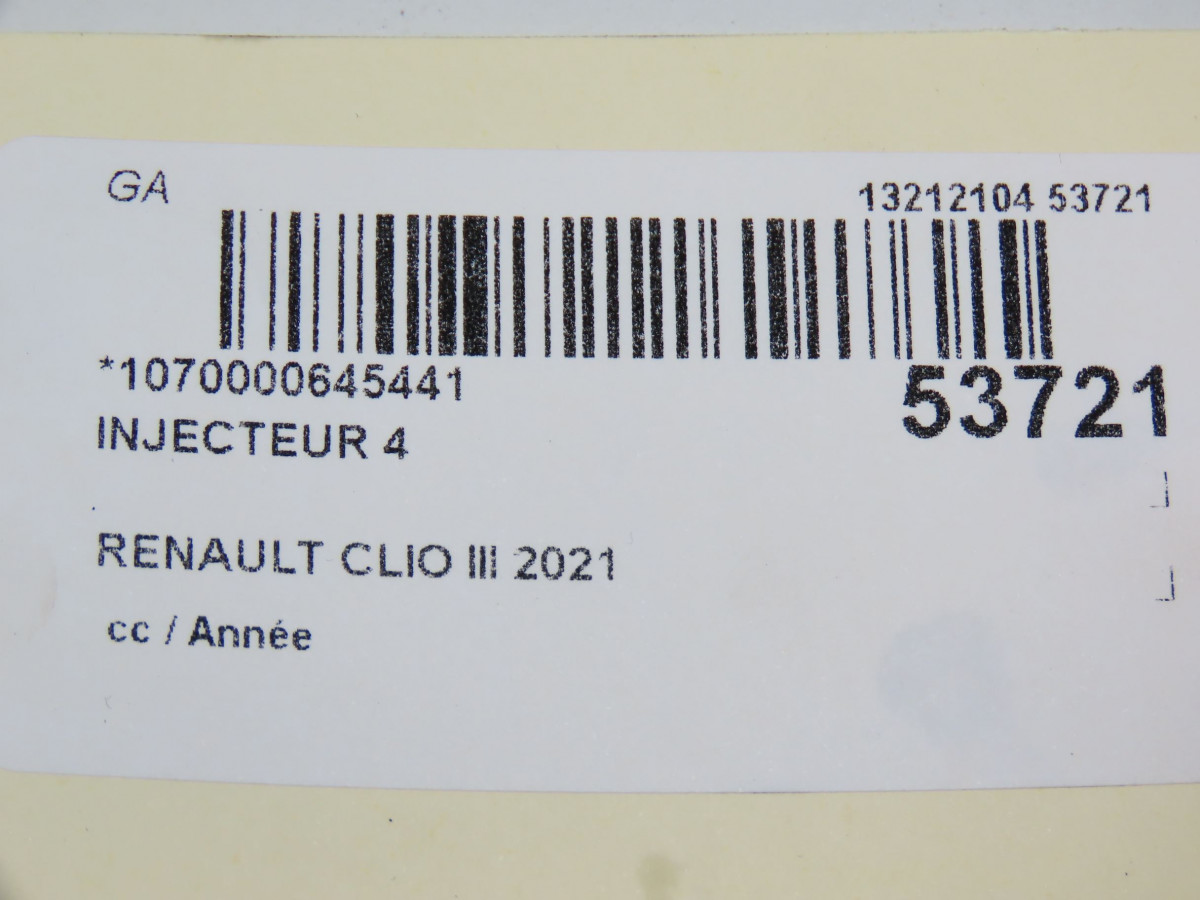 GA
13212104 53721
*1070000645441
53721
INJECTEUR 4
RENAULT CLIO III 2021
cc / Année